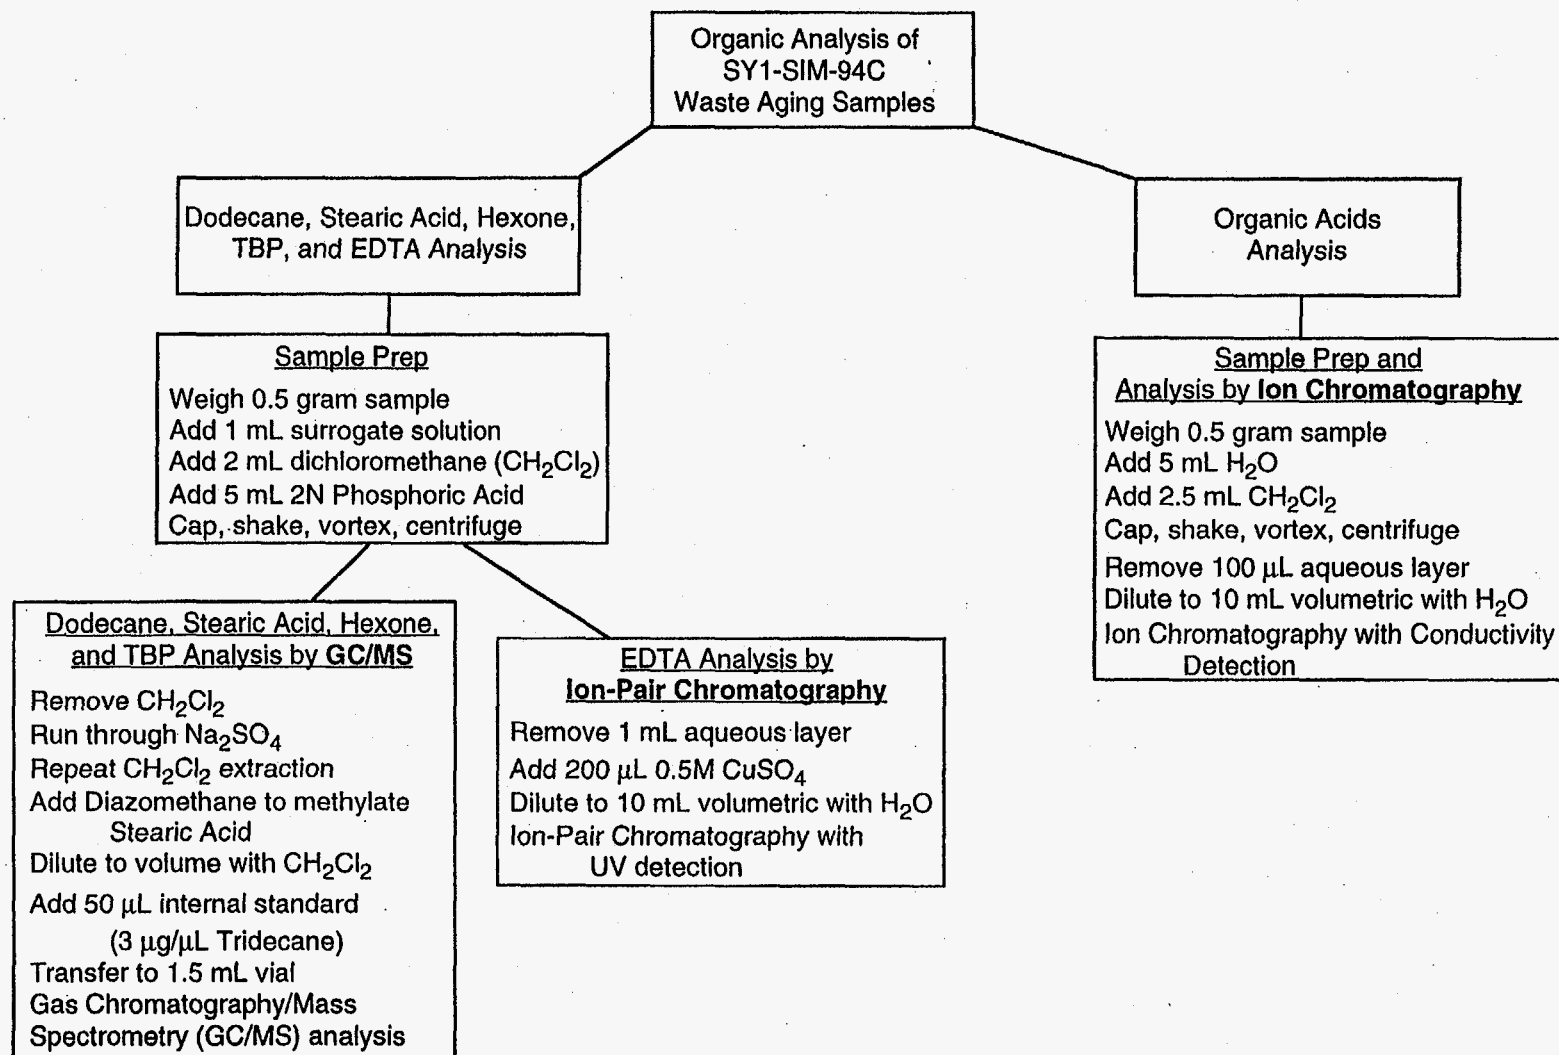 Organic Analysis of
SY1-SIM-94C
Waste Aging Samples
Dodecane, Stearic Acid, Hexone,
TBP, and EDTA Analysis
Organic Acids
Analysis
Sample Prep
Weigh 0.5 gram sample
Add 1 mL surrogate solution
Add 2 mL dichloromethane (CH₂Cl₂)
Add 5 mL 2N Phosphoric Acid
Cap, shake, vortex, centrifuge
Sample Prep and
Analysis by Ion Chromatography
Weigh 0.5 gram sample
Add 5 mL H₂O
Add 2.5 mL CH₂Cl₂
Cap, shake, vortex, centrifuge
Remove 100 µL aqueous layer
Dilute to 10 mL volumetric with H₂O
Ion Chromatography with Conductivity
Detection
Dodecane, Stearic Acid, Hexone,
and TBP Analysis by GC/MS
Remove CH₂Cl₂
Run through Na₂SO₄
Repeat CH₂Cl₂ extraction
Add Diazomethane to methylate
Stearic Acid
Dilute to volume with CH₂Cl₂
Add 50 µL internal standard
(3 µg/µL Tridecane)
Transfer to 1.5 mL vial
Gas Chromatography/Mass
Spectrometry (GC/MS) analysis
EDTA Analysis by
Ion-Pair Chromatography
Remove 1 mL aqueous layer
Add 200 µL 0.5M CuSO₄
Dilute to 10 mL volumetric with H₂O
Ion-Pair Chromatography with
UV detection